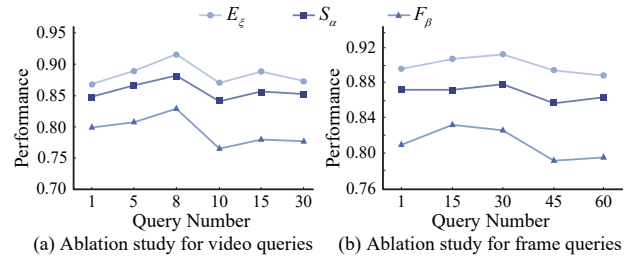 E_ξ S_α F_β
Performance
0.95
0.90
0.85
0.80
0.75
0.70
1 5 8 10 15 30
Query Number
(a) Ablation study for video queries
Performance
0.92
0.88
0.84
0.80
0.76
1 15 30 45 60
Query Number
(b) Ablation study for frame queries